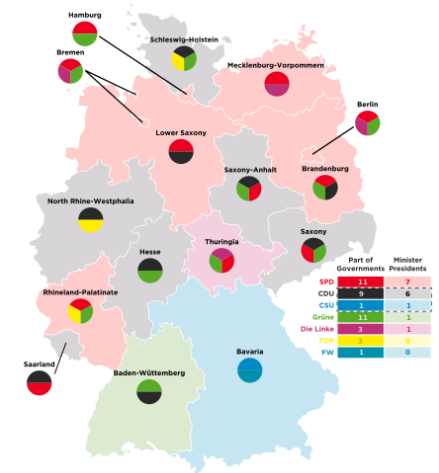 Hamburg
Schleswig-Holstein
Bremen
Mecklenburg-Vorpommern
Berlin
Lower Saxony
Saxony-Anhalt
Brandenburg
North Rhine-Westphalia
Hesse
Thuringia
Saxony
Part of Minister
Governments Presidents
SPD 11 7
CDU 9 6
CSU 1 1
Grüne 11 1
Die Linke 3 1
FDP 3 0
FW 1 0
Rhineland-Palatinate
Saarland
Baden-Wüttemberg
Bavaria